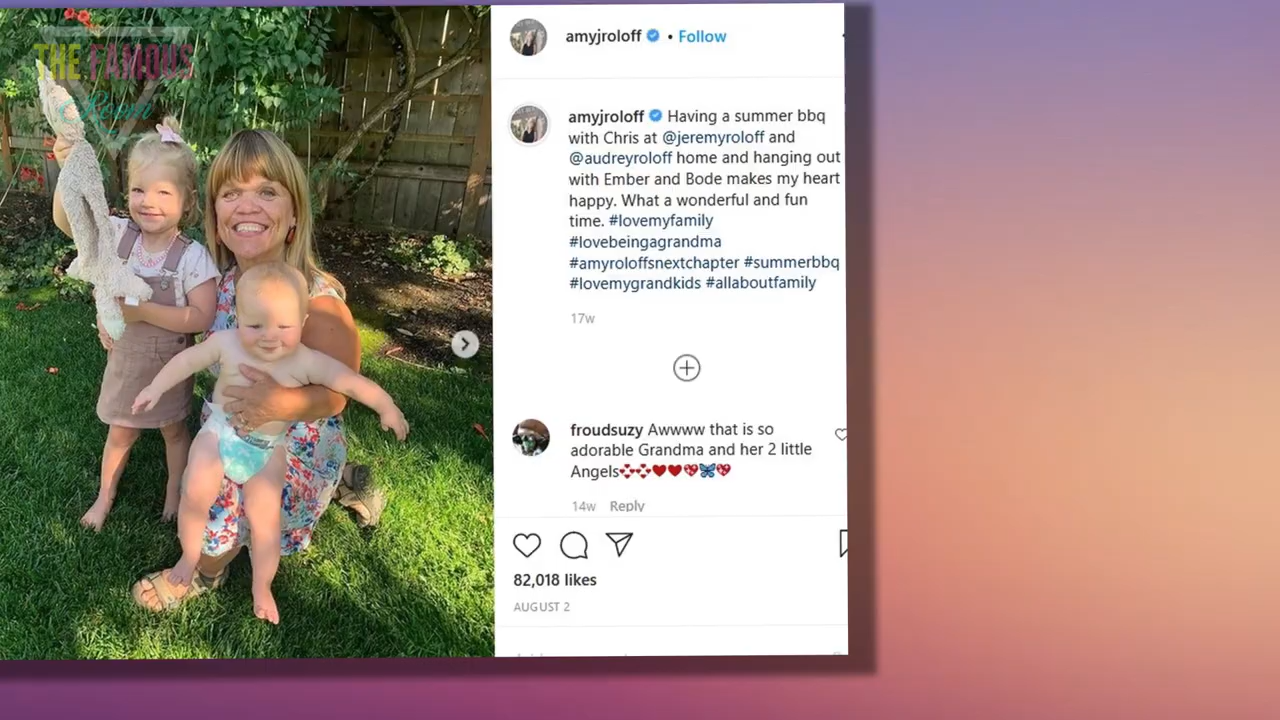 THE FAMOUS
Room
amyjroloff • Follow
amyjroloff Having a summer bbq
with Chris at @jeremyroloff and
@audreyroloff home and hanging out
with Ember and Bode makes my heart
happy. What a wonderful and fun
time. #lovemyfamily
#lovebeingagrandma
#amyroloffsnextchapter #summerbbq
#lovemygrandkids #allaboutfamily
17w
froudsuzy Awwww that is so
adorable Grandma and her 2 little
Angels
14w Reply
82,018 likes
AUGUST 2